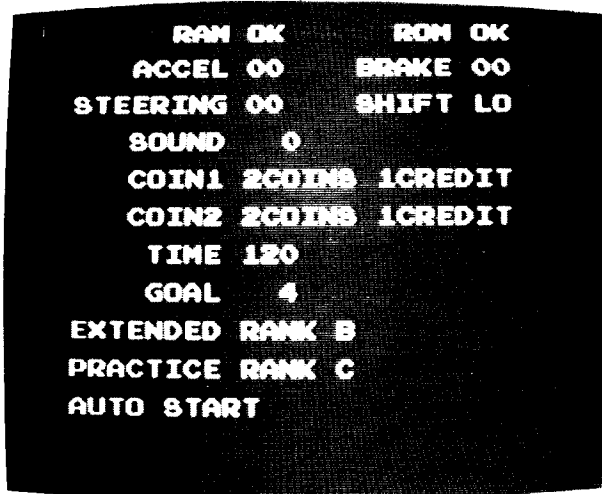 RAM OK ROM OK
ACCEL 00 BRAKE 00
STEERING 00 SHIFT LO
SOUND 0
COIN1 2COINS 1CREDIT
COIN2 2COINS 1CREDIT
TIME 120
GOAL 4
EXTENDED RANK B
PRACTICE RANK C
AUTO START